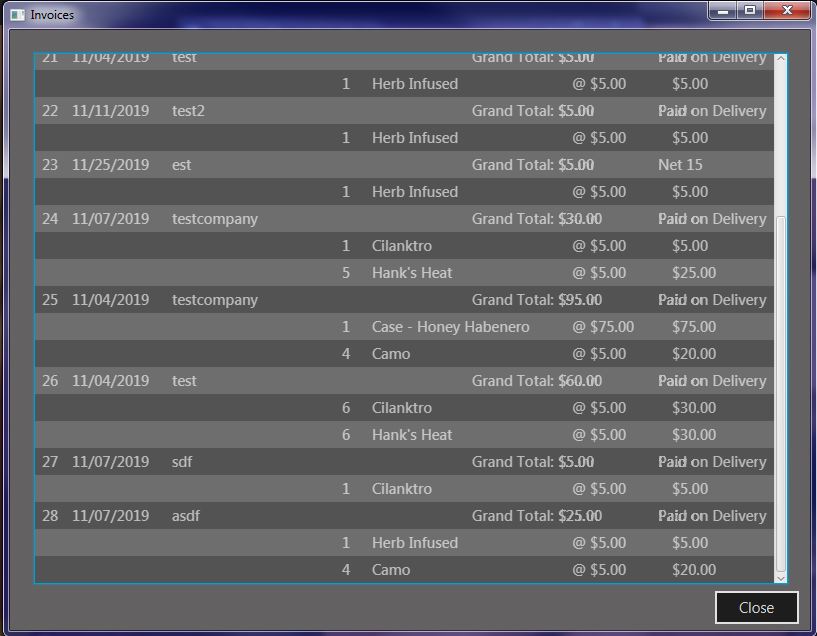 Invoices
21 11/04/2019 test Grand Total: $5.00 Paid on Delivery
1 Herb Infused @ $5.00 $5.00
22 11/11/2019 test2 Grand Total: $5.00 Paid on Delivery
1 Herb Infused @ $5.00 $5.00
23 11/25/2019 est Grand Total: $5.00 Net 15
1 Herb Infused @ $5.00 $5.00
24 11/07/2019 testcompany Grand Total: $30.00 Paid on Delivery
1 Cilanktro @ $5.00 $5.00
5 Hank's Heat @ $5.00 $25.00
25 11/04/2019 testcompany Grand Total: $95.00 Paid on Delivery
1 Case - Honey Habenero @ $75.00 $75.00
4 Camo @ $5.00 $20.00
26 11/04/2019 test Grand Total: $60.00 Paid on Delivery
6 Cilanktro @ $5.00 $30.00
6 Hank's Heat @ $5.00 $30.00
27 11/07/2019 sdf Grand Total: $5.00 Paid on Delivery
1 Cilanktro @ $5.00 $5.00
28 11/07/2019 asdf Grand Total: $25.00 Paid on Delivery
1 Herb Infused @ $5.00 $5.00
4 Camo @ $5.00 $20.00
Close